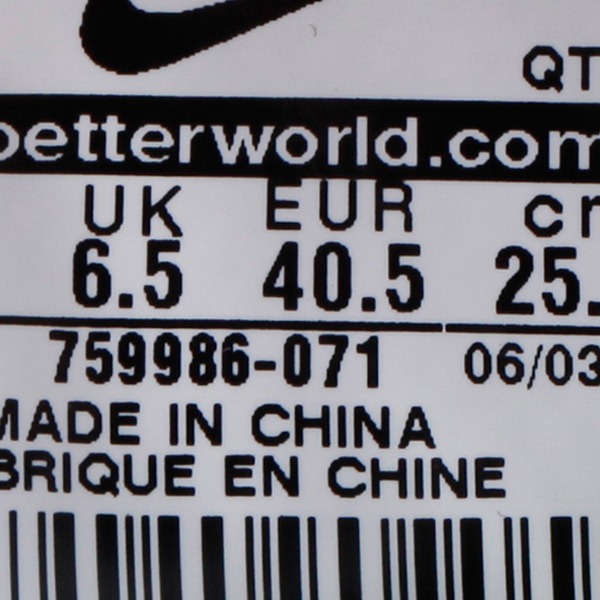 QT
betterworld.com
UK EUR cm
6.5 40.5 25.
759986-071 06/03
MADE IN CHINA
BRIQUE EN CHINE